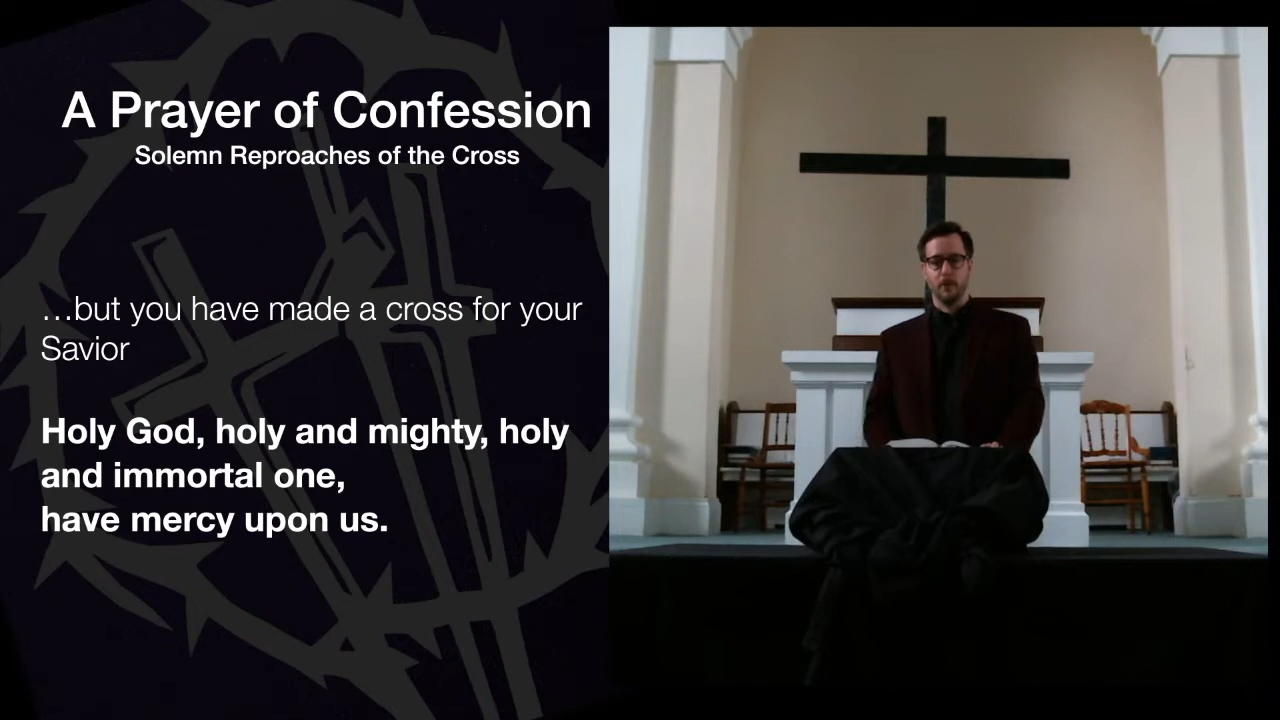 A Prayer of Confession
Solemn Reproaches of the Cross
…but you have made a cross for your
Savior
Holy God, holy and mighty, holy
and immortal one,
have mercy upon us.